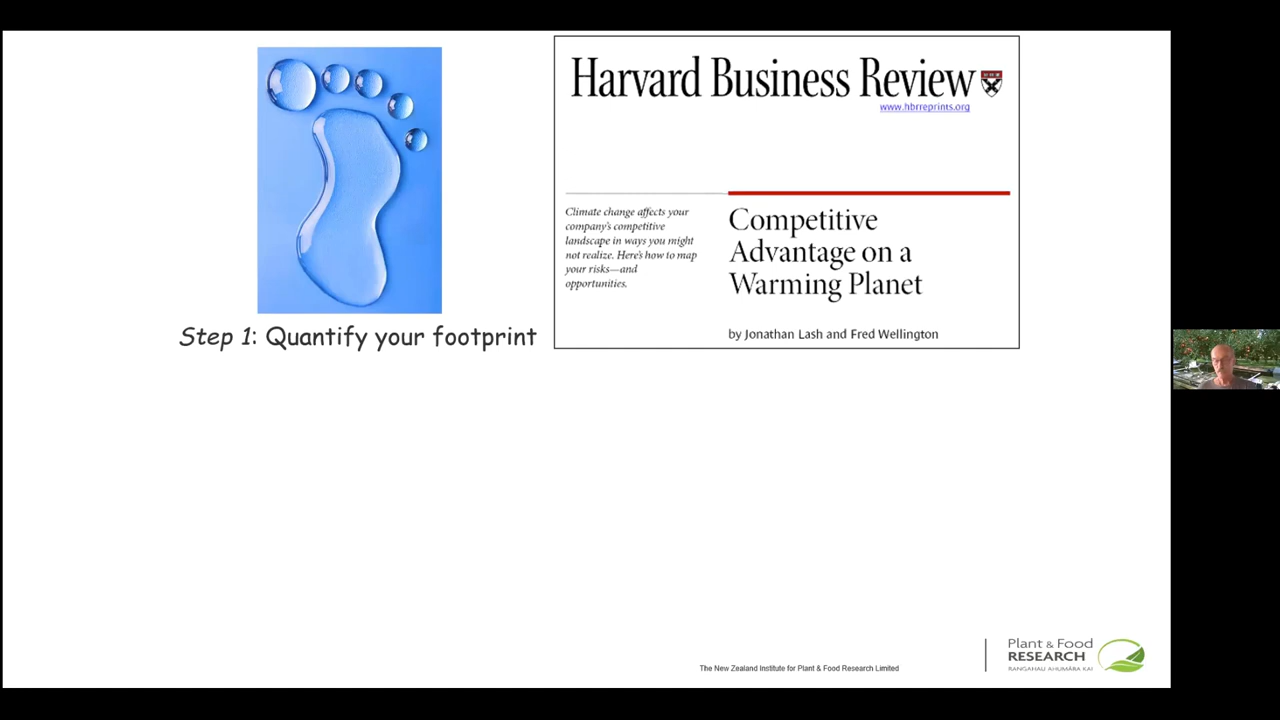 Harvard Business Review
www.hbrreprints.org
Climate change affects your
company's competitive
landscape in ways you might
not realize. Here's how to map
your risks—and
opportunities.
Competitive
Advantage on a
Warming Planet
by Jonathan Lash and Fred Wellington
Step 1: Quantify your footprint
The New Zealand Institute for Plant & Food Research Limited
Plant & Food
RESEARCH
RANGAHAU AHUMĀRA KAI